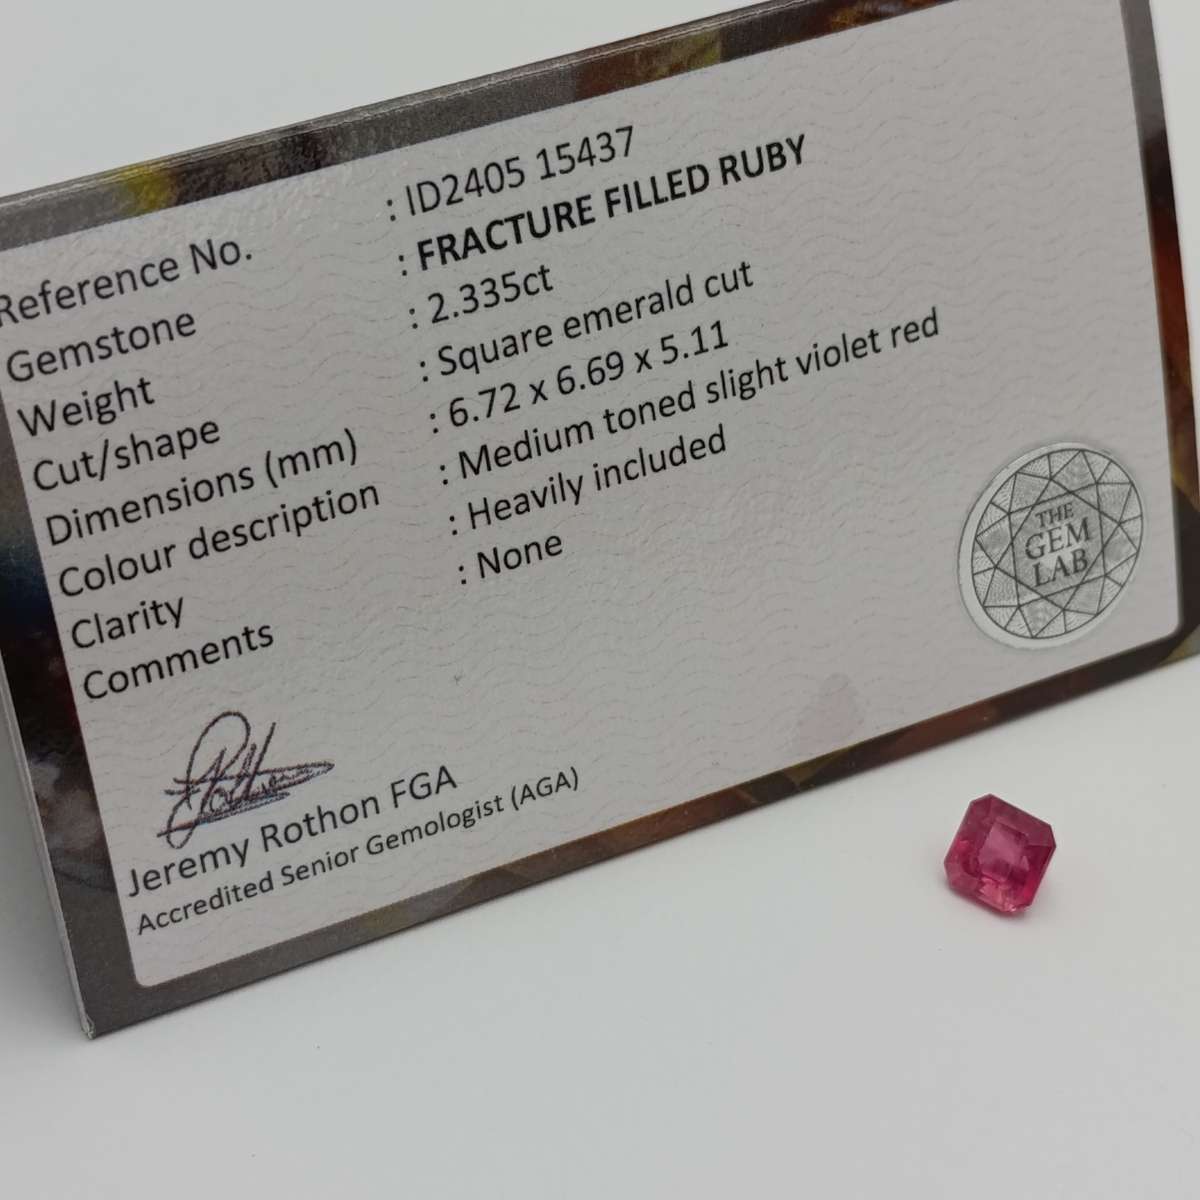 Reference No. : ID2405 15437
Gemstone : FRACTURE FILLED RUBY
Weight : 2.335ct
Cut/shape : Square emerald cut
Dimensions (mm) : 6.72 x 6.69 x 5.11
Colour description : Medium toned slight violet red
Clarity : Heavily included
Comments : None
THE
GEM
LAB
Jeremy Rothon FGA
Accredited Senior Gemologist (AGA)